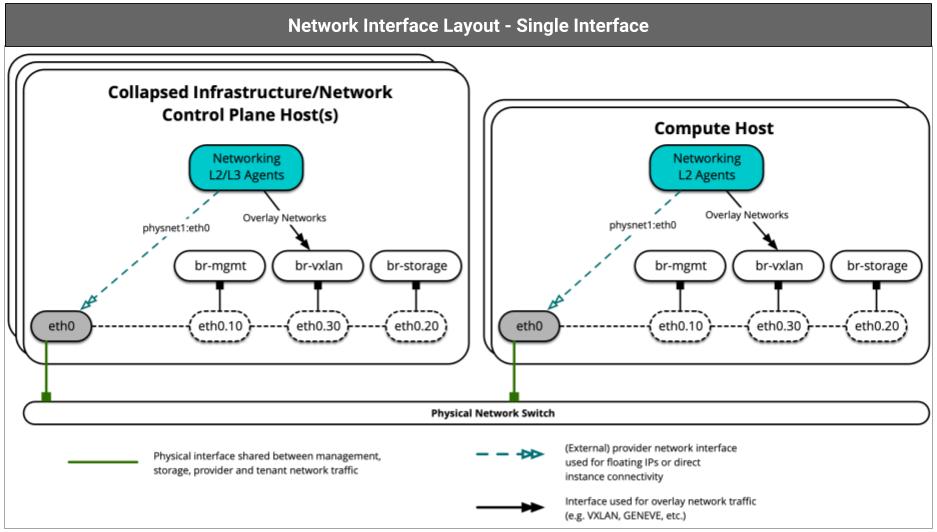 Network Interface Layout - Single Interface
Collapsed Infrastructure/Network
Control Plane Host(s)
Networking
L2/L3 Agents
Overlay Networks
physnet1:eth0
br-mgmt
br-vxlan
br-storage
eth0
eth0.10
eth0.30
eth0.20
Compute Host
Networking
L2 Agents
Overlay Networks
physnet1:eth0
br-mgmt
br-vxlan
br-storage
eth0
eth0.10
eth0.30
eth0.20
Physical Network Switch
Physical interface shared between management,
storage, provider and tenant network traffic
(External) provider network interface
used for floating IPs or direct
instance connectivity
Interface used for overlay network traffic
(e.g. VXLAN, GENEVE, etc.)